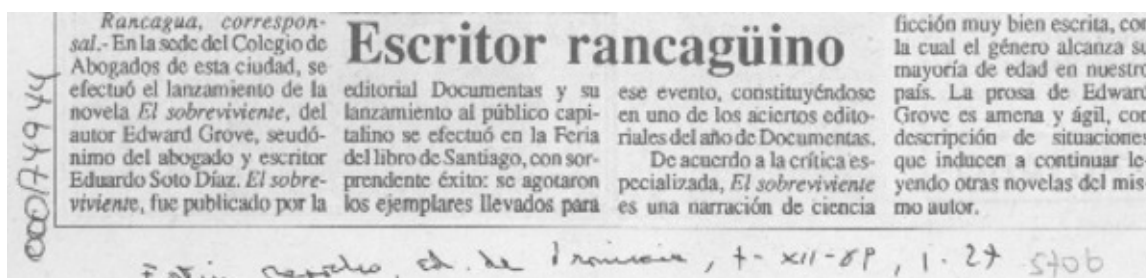 Escritor rancagüino
Rancagua, correspon-
sal.- En la sede del Colegio de
Abogados de esta ciudad, se
efectuó el lanzamiento de la
novela El sobreviviente, del
autor Edward Grove, seudó-
nimo del abogado y escritor
Eduardo Soto Díaz. El sobre-
viviente, fue publicado por la
editorial Documentas y su
lanzamiento al público capi-
talino se efectuó en la Feria
del libro de Santiago, con sor-
prendente éxito: se agotaron
los ejemplares llevados para
ese evento, constituyéndose
en uno de los aciertos edito-
riales del año de Documentas.
De acuerdo a la crítica es-
pecializada, El sobreviviente
es una narración de ciencia
ficción muy bien escrita, con
la cual el género alcanza su
mayoría de edad en nuestro
país. La prosa de Edward
Grove es amena y ágil, con
descripción de situaciones
que inducen a continuar le-
yendo otras novelas del mis-
mo autor.
000174944
ed. de